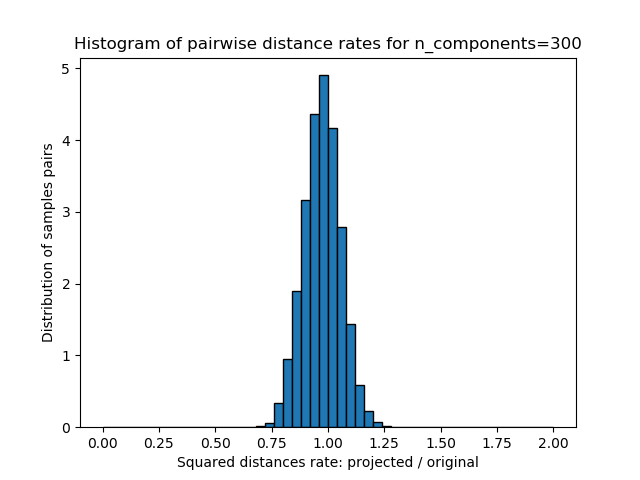 Histogram of pairwise distance rates for n_components=300
Distribution of samples pairs
5
4
3
2
1
0
0.00 0.25 0.50 0.75 1.00 1.25 1.50 1.75 2.00
Squared distances rate: projected / original